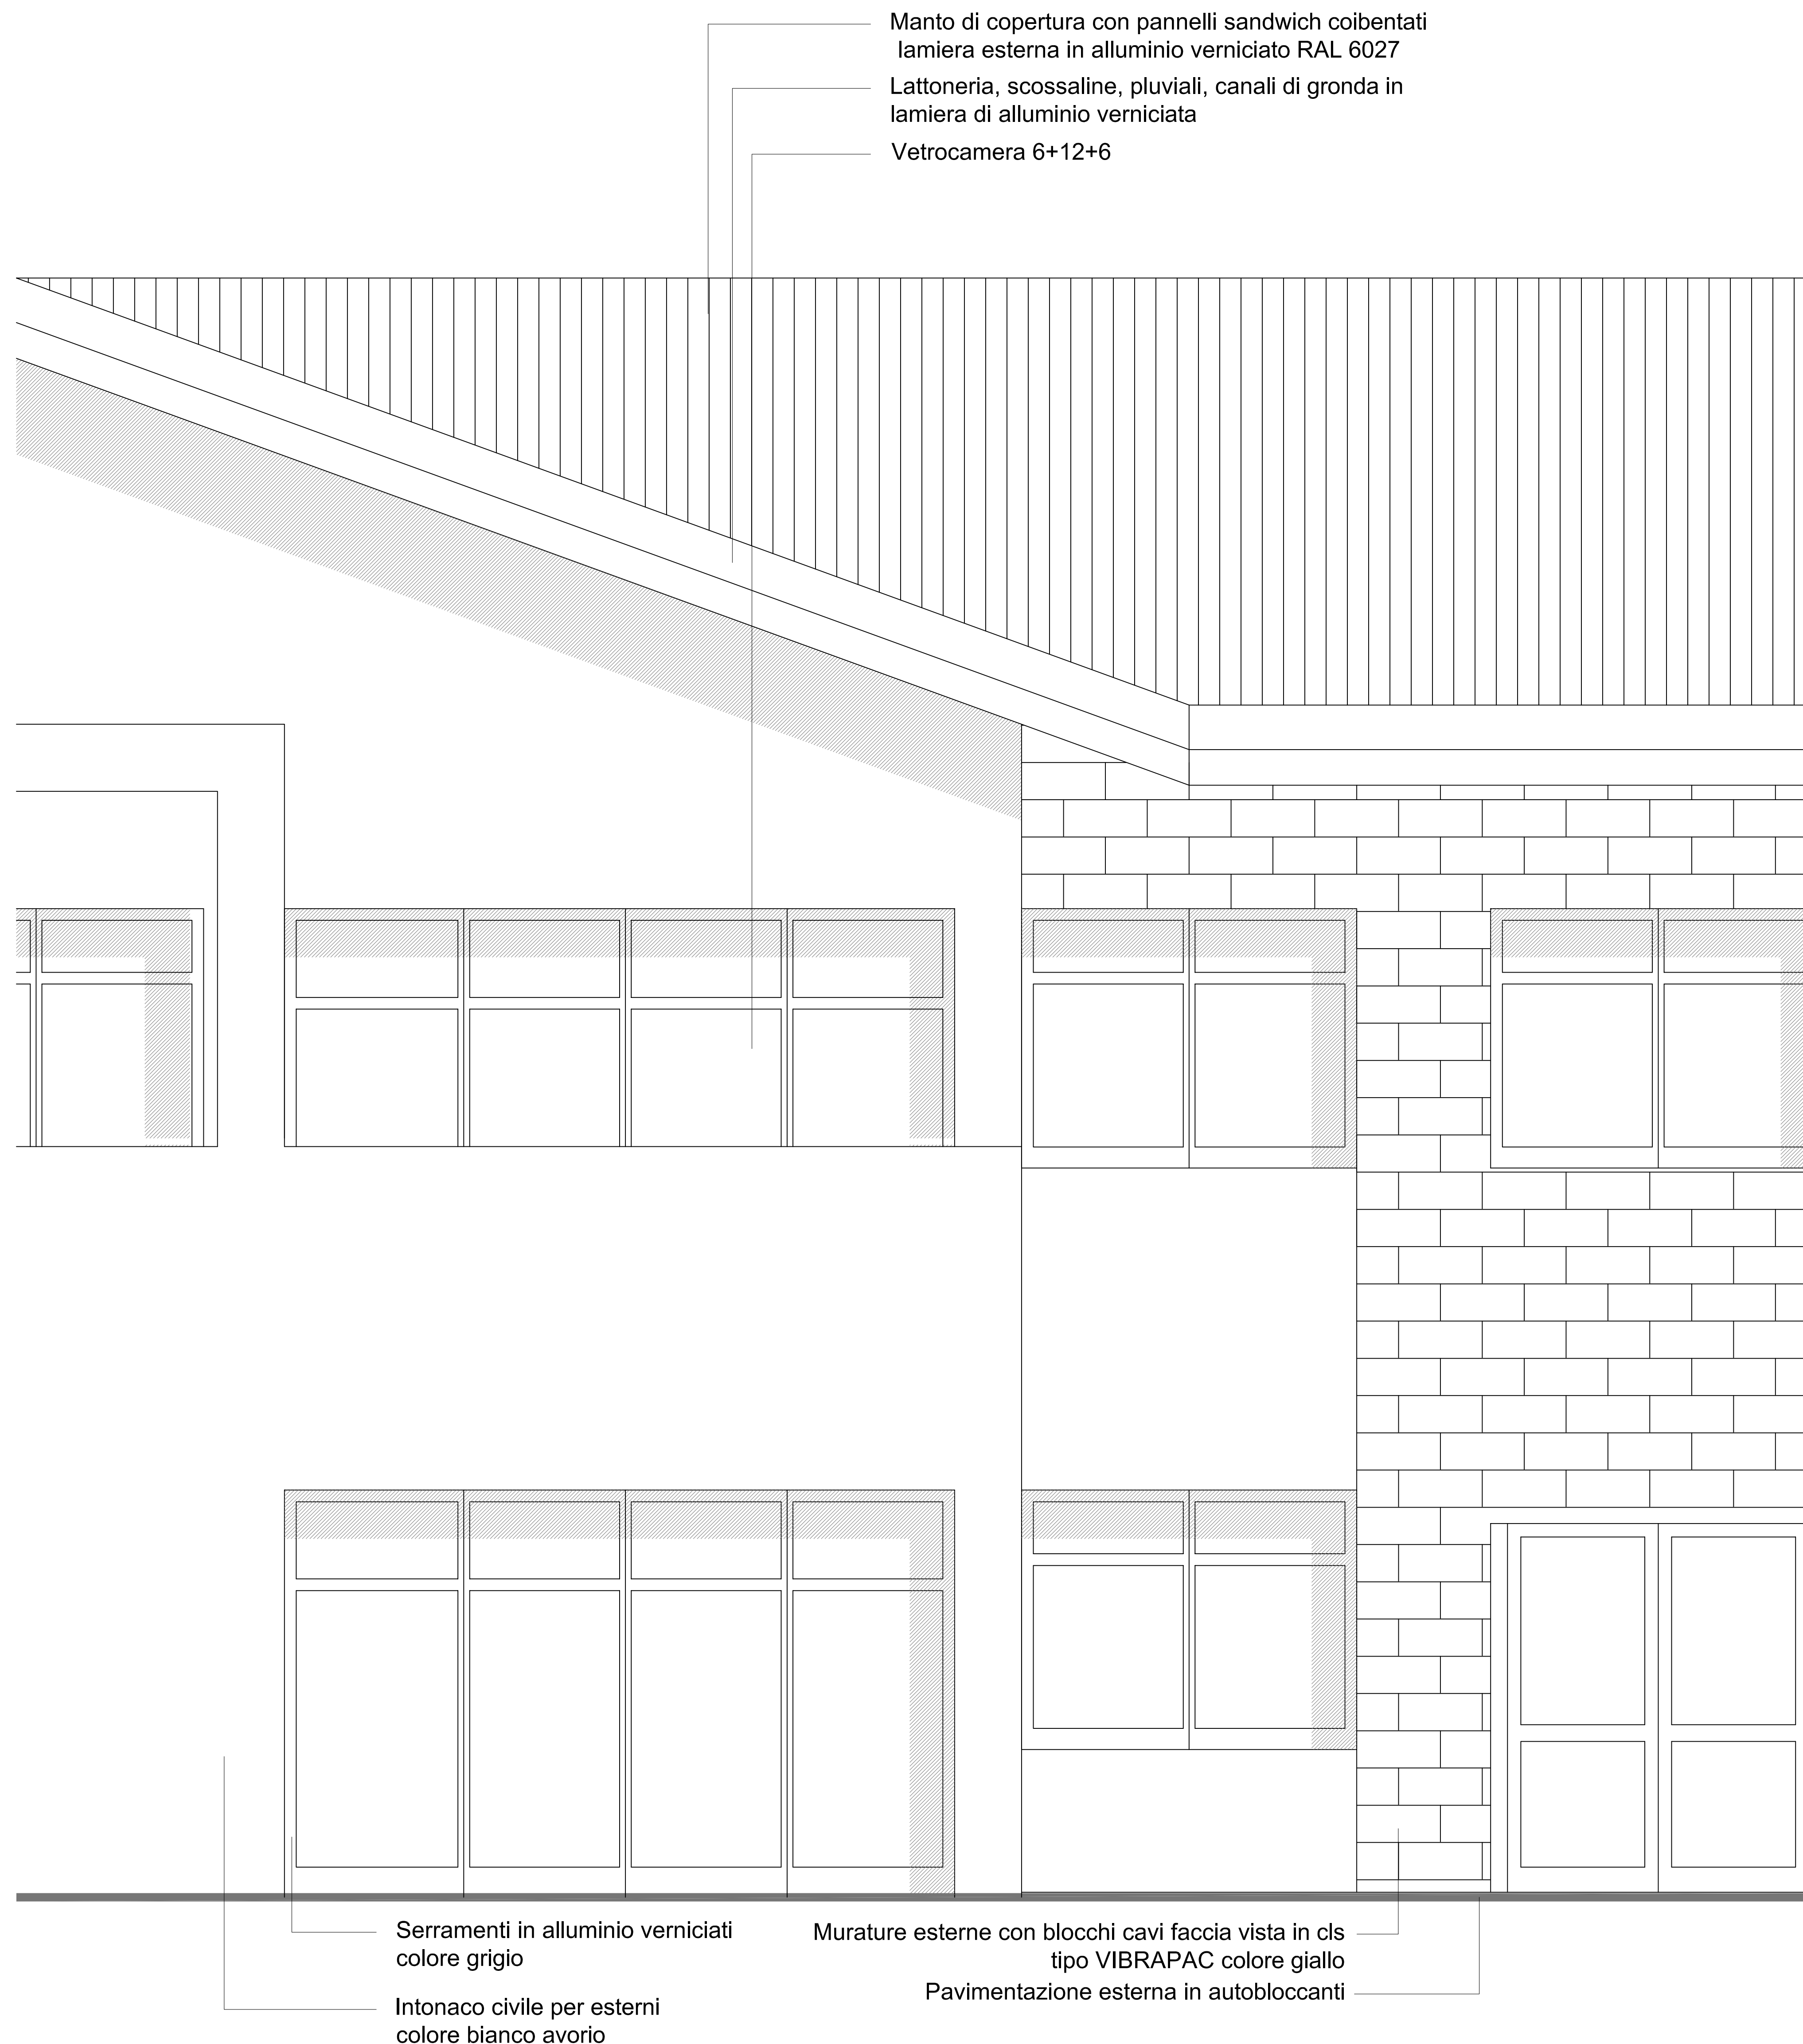 Manto di copertura con pannelli sandwich coibentati
lamiera esterna in alluminio verniciato RAL 6027
Lattoneria, scossaline, pluviali, canali di gronda in
lamiera di alluminio verniciata
Vetrocamera 6+12+6
Serramenti in alluminio verniciati
colore grigio
Intonaco civile per esterni
colore bianco avorio
Murature esterne con blocchi cavi faccia vista in cls
tipo VIBRAPAC colore giallo
Pavimentazione esterna in autobloccanti